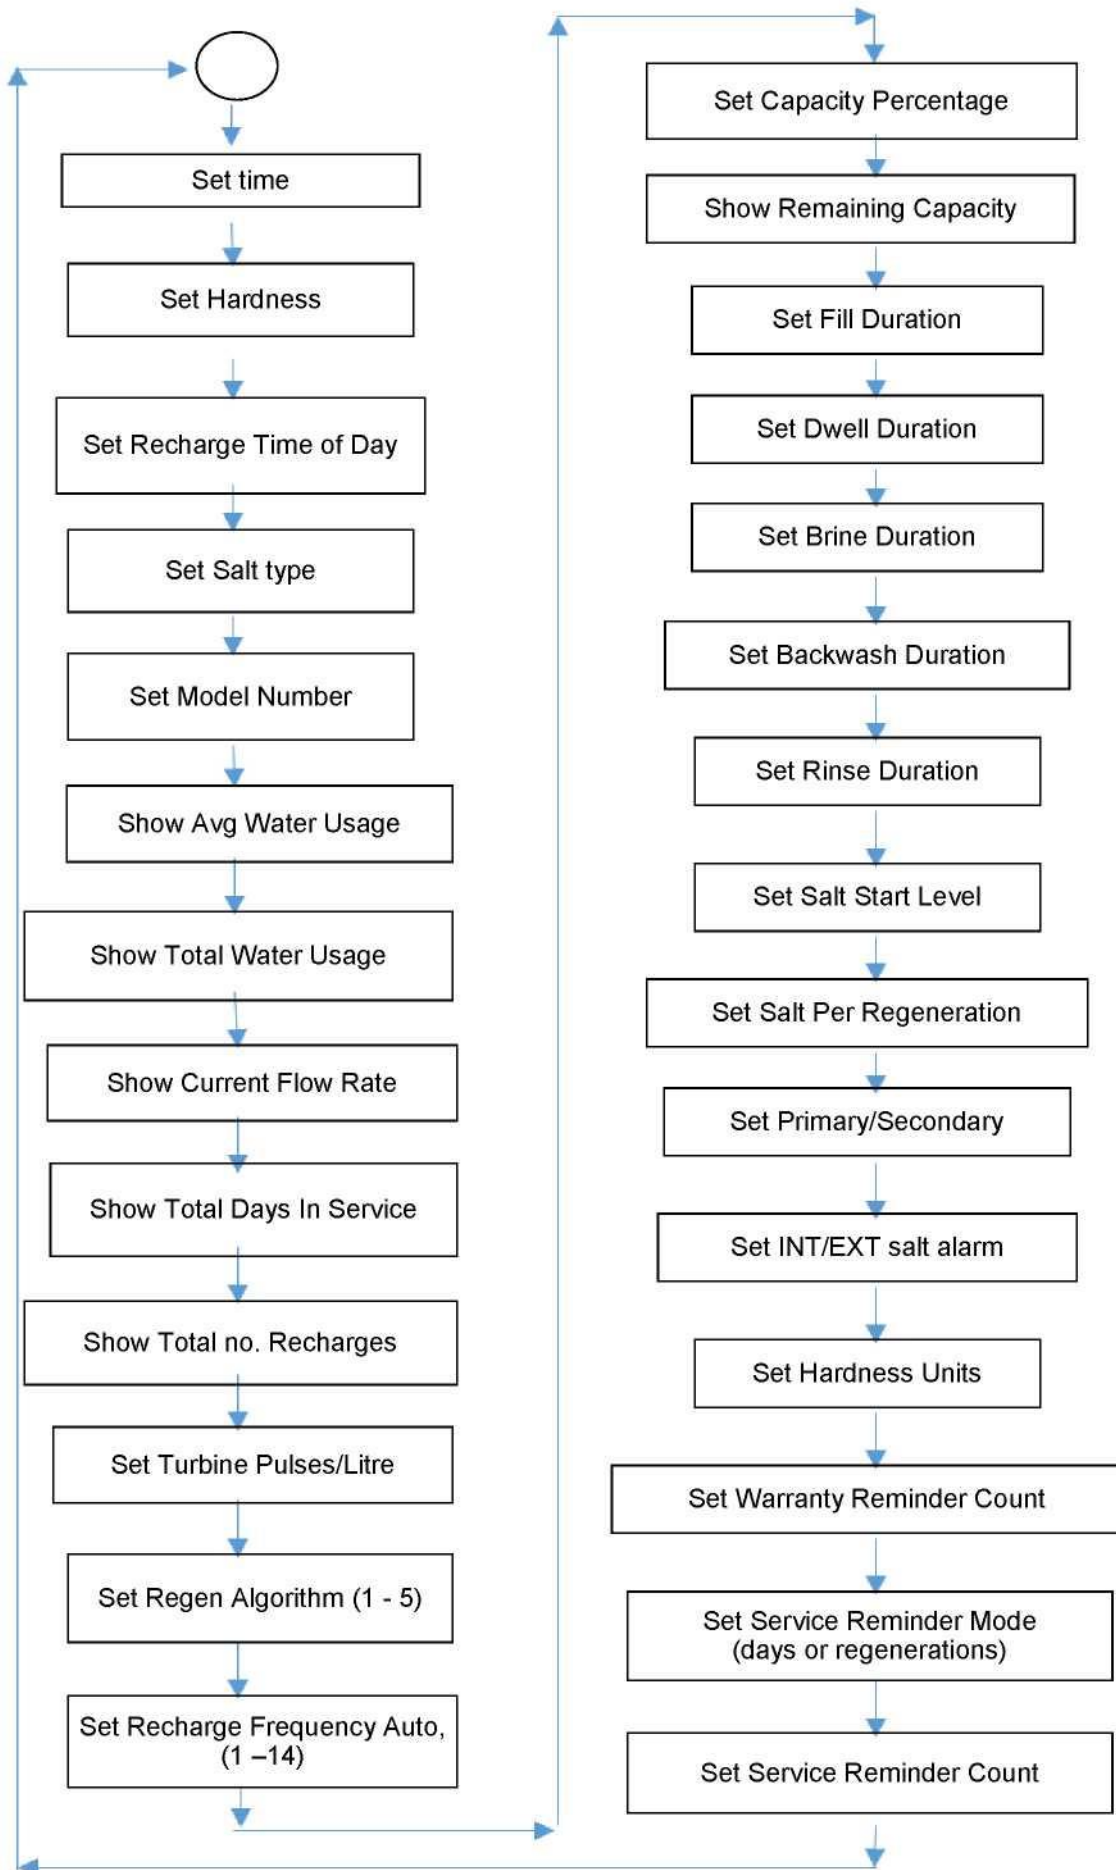 Set time
Set Hardness
Set Recharge Time of Day
Set Salt type
Set Model Number
Show Avg Water Usage
Show Total Water Usage
Show Current Flow Rate
Show Total Days In Service
Show Total no. Recharges
Set Turbine Pulses/Litre
Set Regen Algorithm (1 - 5)
Set Recharge Frequency Auto,
(1 –14)
Set Capacity Percentage
Show Remaining Capacity
Set Fill Duration
Set Dwell Duration
Set Brine Duration
Set Backwash Duration
Set Rinse Duration
Set Salt Start Level
Set Salt Per Regeneration
Set Primary/Secondary
Set INT/EXT salt alarm
Set Hardness Units
Set Warranty Reminder Count
Set Service Reminder Mode
(days or regenerations)
Set Service Reminder Count